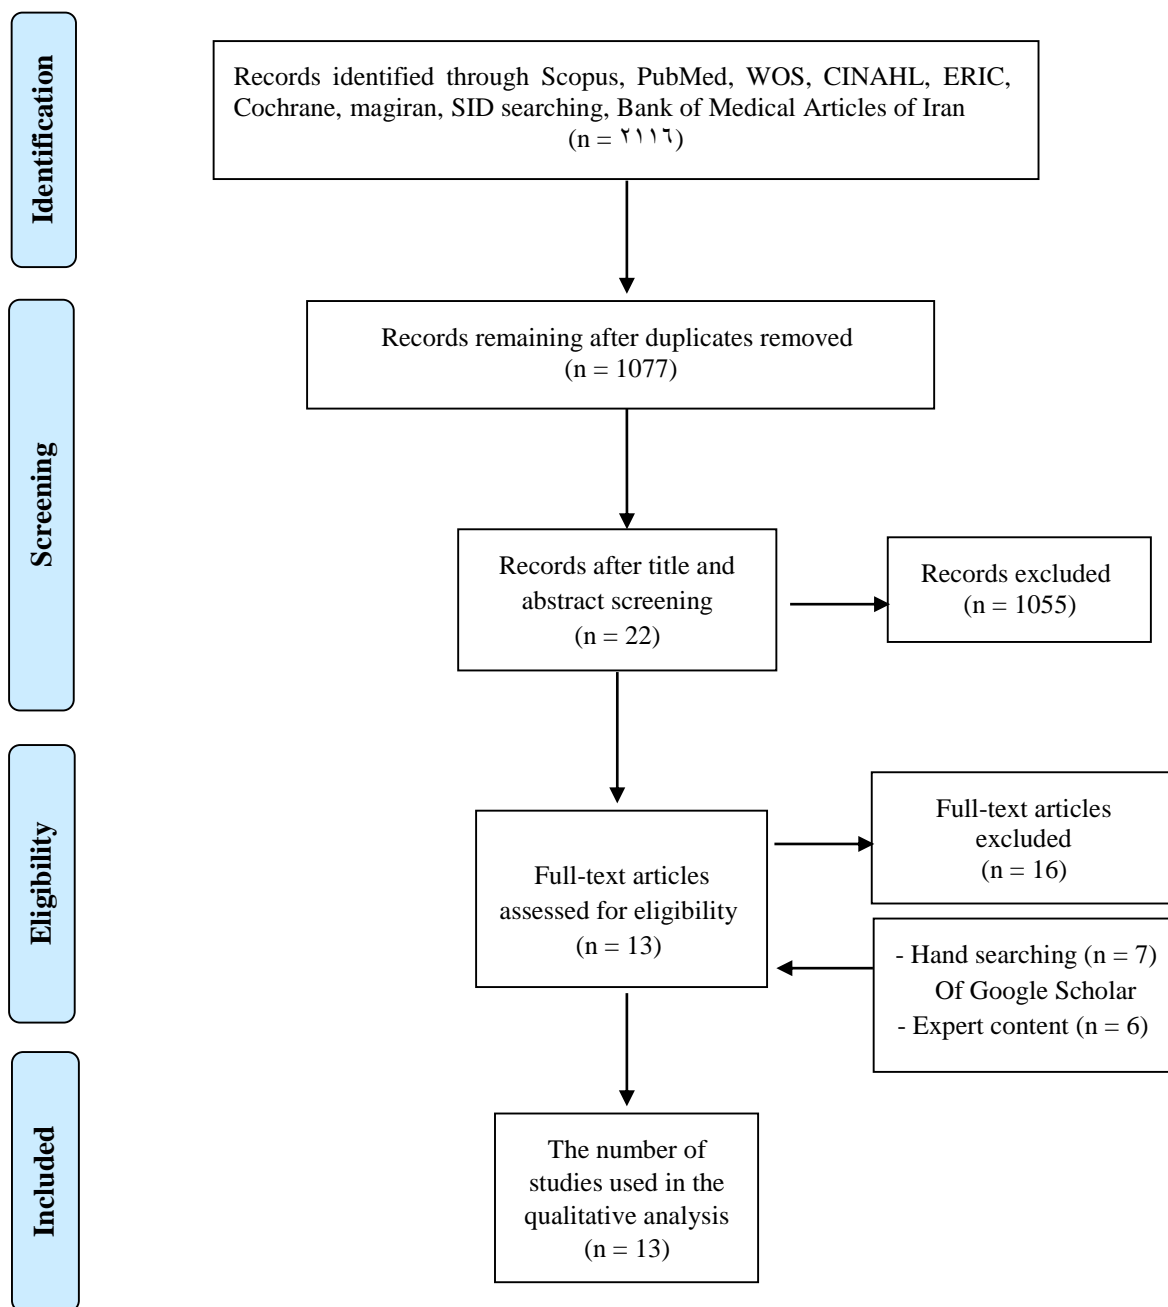 Identification
Records identified through Scopus, PubMed, WOS, CINAHL, ERIC,
Cochrane, magiran, SID searching, Bank of Medical Articles of Iran
(n = ٢١١٦)
Screening
Records remaining after duplicates removed
(n = 1077)
Records after title and
abstract screening
(n = 22)
Records excluded
(n = 1055)
Eligibility
Full-text articles
assessed for eligibility
(n = 13)
Full-text articles
excluded
(n = 16)
- Hand searching (n = 7)
Of Google Scholar
- Expert content (n = 6)
Included
The number of
studies used in the
qualitative analysis
(n = 13)